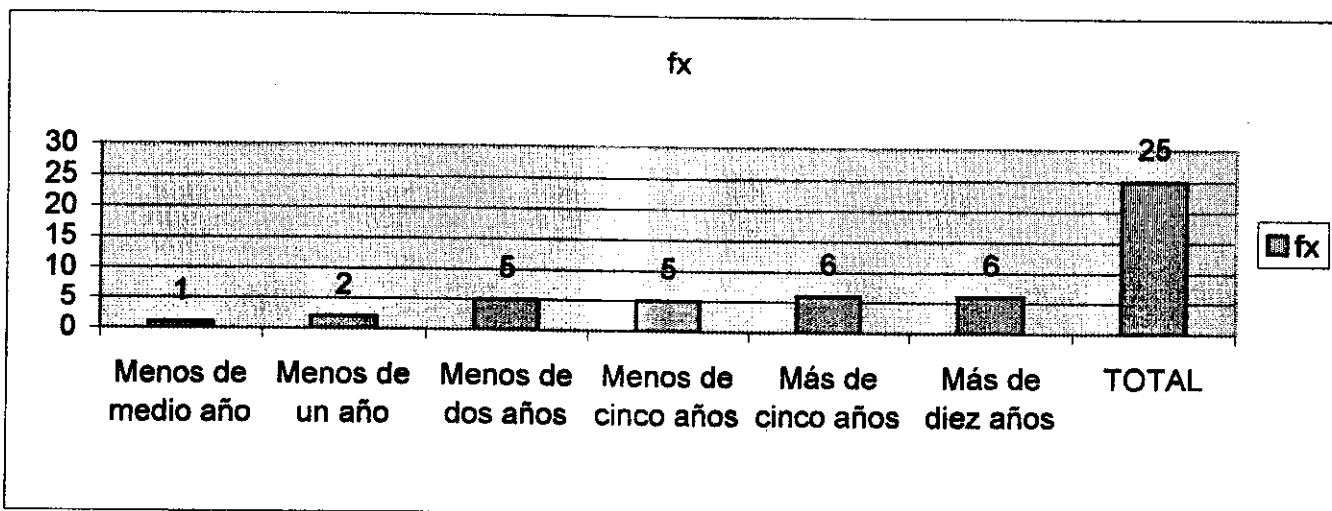 fx
30
25
20
15
10
5
0
1
2
5
5
6
6
25
Menos de
medio año
Menos de
un año
Menos de
dos años
Menos de
cinco años
Más de
cinco años
Más de
diez años
TOTAL
fx